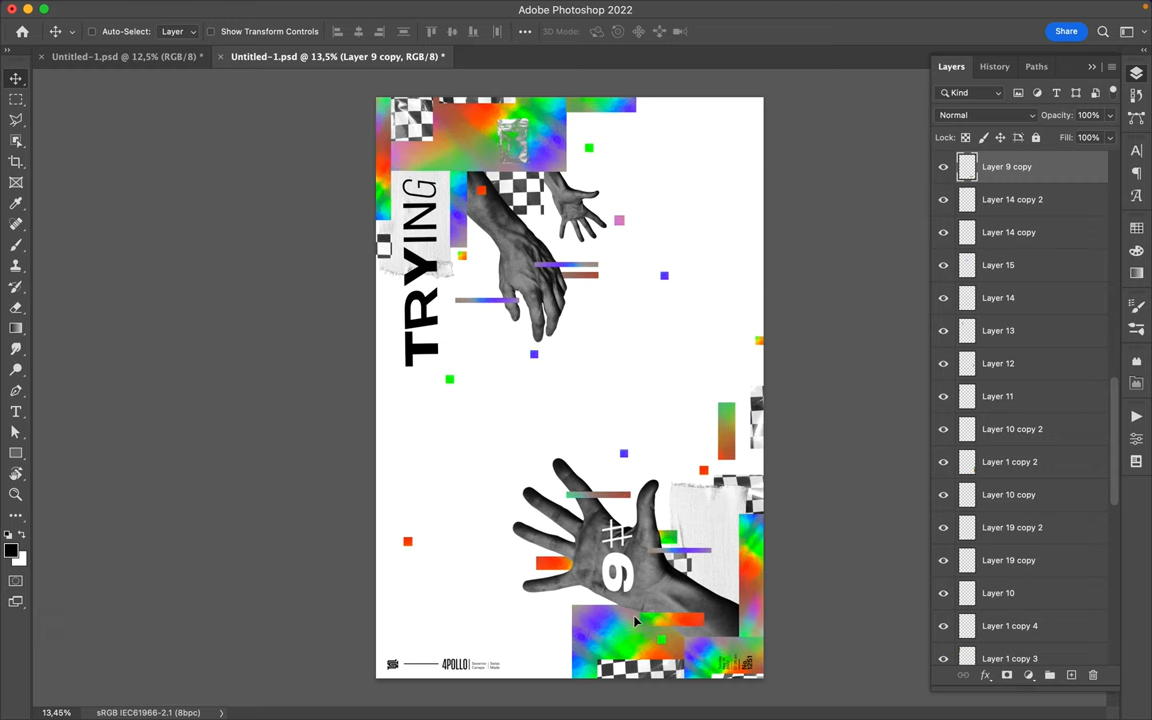 Adobe Photoshop 2022
Auto-Select:
Layer
Show Transform Controls
3D Mode:
Share
Untitled-1.psd @ 12,5% (RGB/8) *
Untitled-1.psd @ 13,5% (Layer 9 copy, RGB/8) *
Layers
History
Paths
Kind
Normal
Opacity: 100%
Lock:
Fill: 100%
Layer 9 copy
Layer 14 copy 2
Layer 14 copy
Layer 15
Layer 14
Layer 13
Layer 12
Layer 11
Layer 10 copy 2
Layer 1 copy 2
Layer 10 copy
Layer 19 copy 2
Layer 19 copy
Layer 10
Layer 1 copy 4
Layer 1 copy 3
TRYING
#9
4POLLO
No.
1251
13,45%
sRGB IEC61966-2.1 (8bpc)